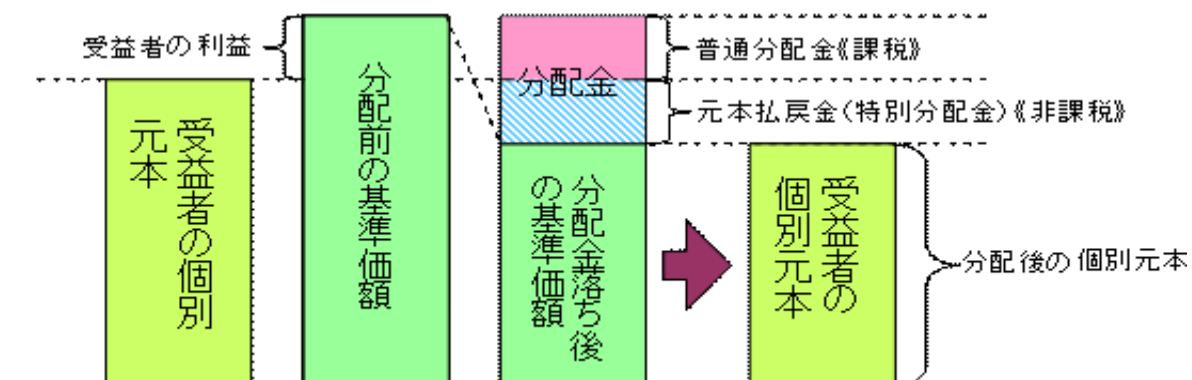 受益者の利益
受益者の個別
元本
分配前の基準価額
分配金
分配金落ち後
の基準価額
普通分配金《課税》
元本払戻金(特別分配金)《非課税》
受益者の
個別元本
分配後の個別元本